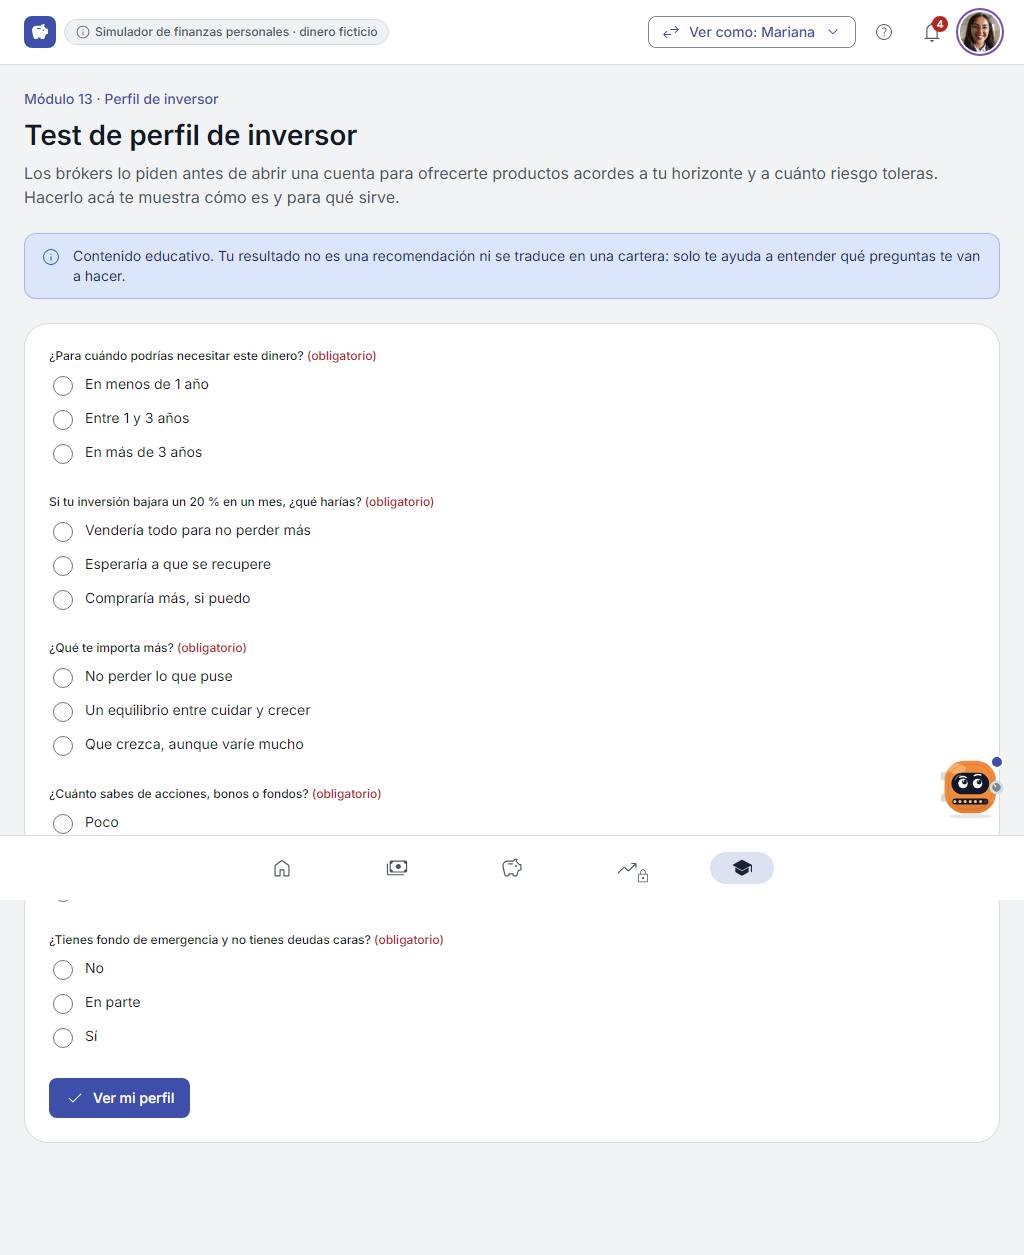 Simulador de finanzas personales · dinero ficticio
Ver como: Mariana
4
Módulo 13 · Perfil de inversor
Test de perfil de inversor
Los brókers lo piden antes de abrir una cuenta para ofrecerte productos acordes a tu horizonte y a cuánto riesgo toleras.
Hacerlo acá te muestra cómo es y para qué sirve.
Contenido educativo. Tu resultado no es una recomendación ni se traduce en una cartera: solo te ayuda a entender qué preguntas te van
a hacer.
¿Para cuándo podrías necesitar este dinero? (obligatorio)
En menos de 1 año
Entre 1 y 3 años
En más de 3 años
Si tu inversión bajara un 20 % en un mes, ¿qué harías? (obligatorio)
Vendería todo para no perder más
Esperaría a que se recupere
Compraría más, si puedo
¿Qué te importa más? (obligatorio)
No perder lo que puse
Un equilibrio entre cuidar y crecer
Que crezca, aunque varíe mucho
¿Cuánto sabes de acciones, bonos o fondos? (obligatorio)
Poco
¿Tienes fondo de emergencia y no tienes deudas caras? (obligatorio)
No
En parte
Sí
Ver mi perfil